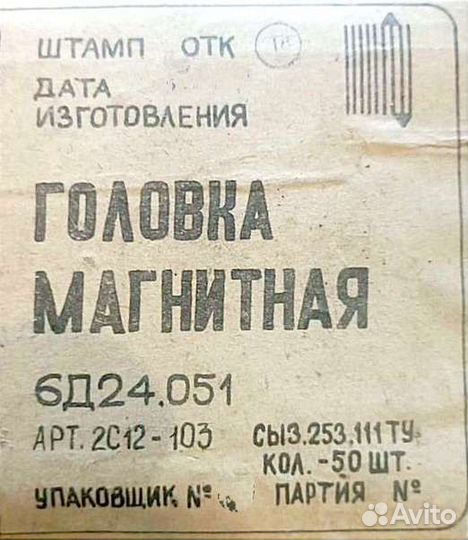 ШТАМП ОТК
ДАТА
ИЗГОТОВЛЕНИЯ
ГОЛОВКА
МАГНИТНАЯ
6Д24.051
АРТ. 2С12-103 СЫЗ.253.111 ТУ
КОЛ. -50 ШТ.
УПАКОВЩИК № ПАРТИЯ №
Avito